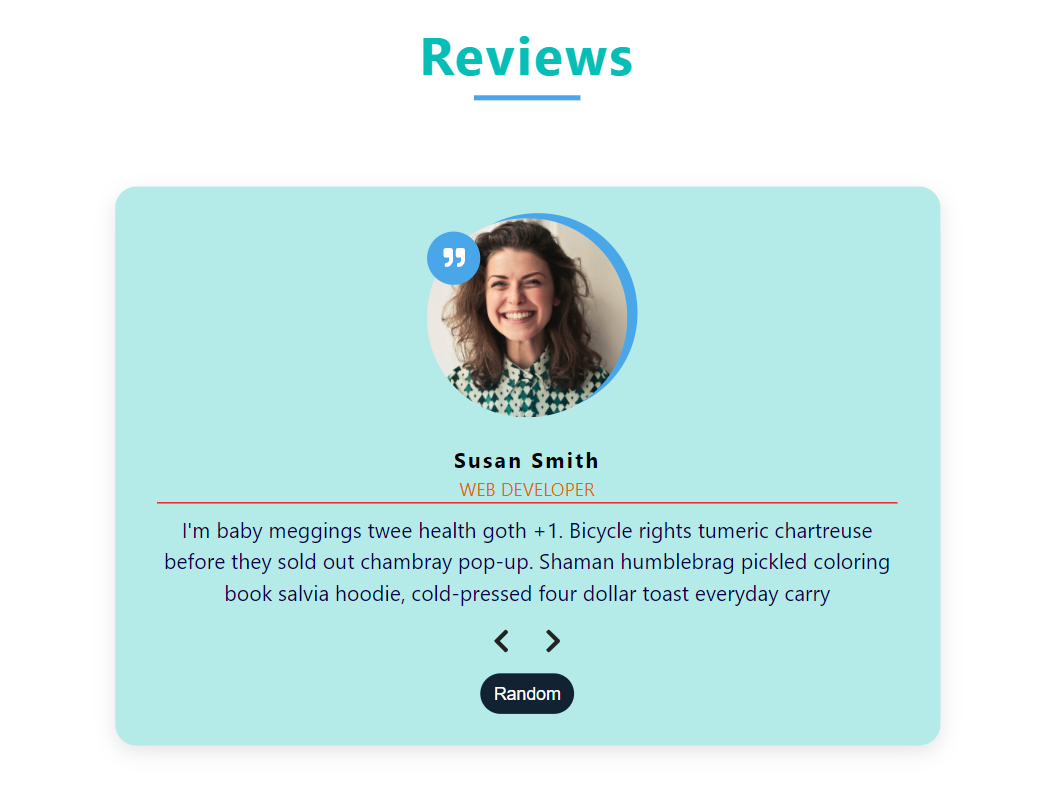 Reviews
Susan Smith
WEB DEVELOPER
I'm baby meggings twee health goth +1. Bicycle rights tumeric chartreuse
before they sold out chambray pop-up. Shaman humblebrag pickled coloring
book salvia hoodie, cold-pressed four dollar toast everyday carry
Random